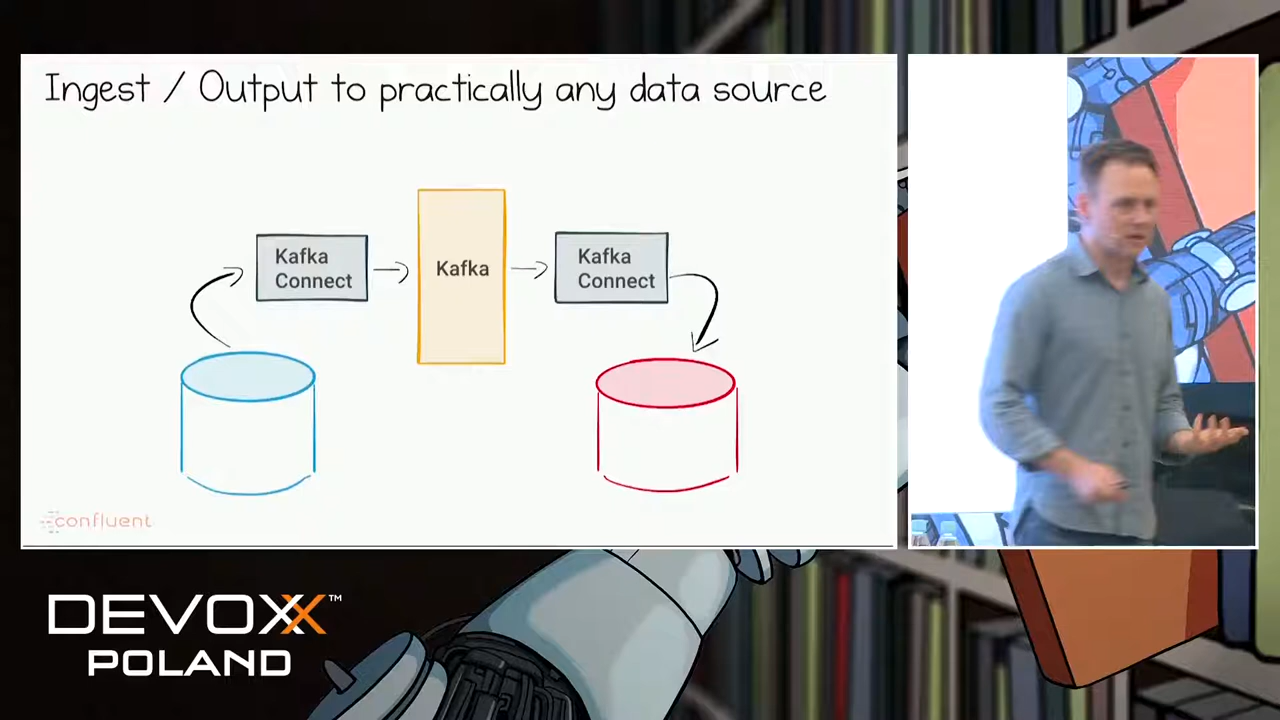 Ingest / Output to practically any data source
Kafka
Connect
Kafka
Kafka
Connect
confluent
DEVOXX™
POLAND